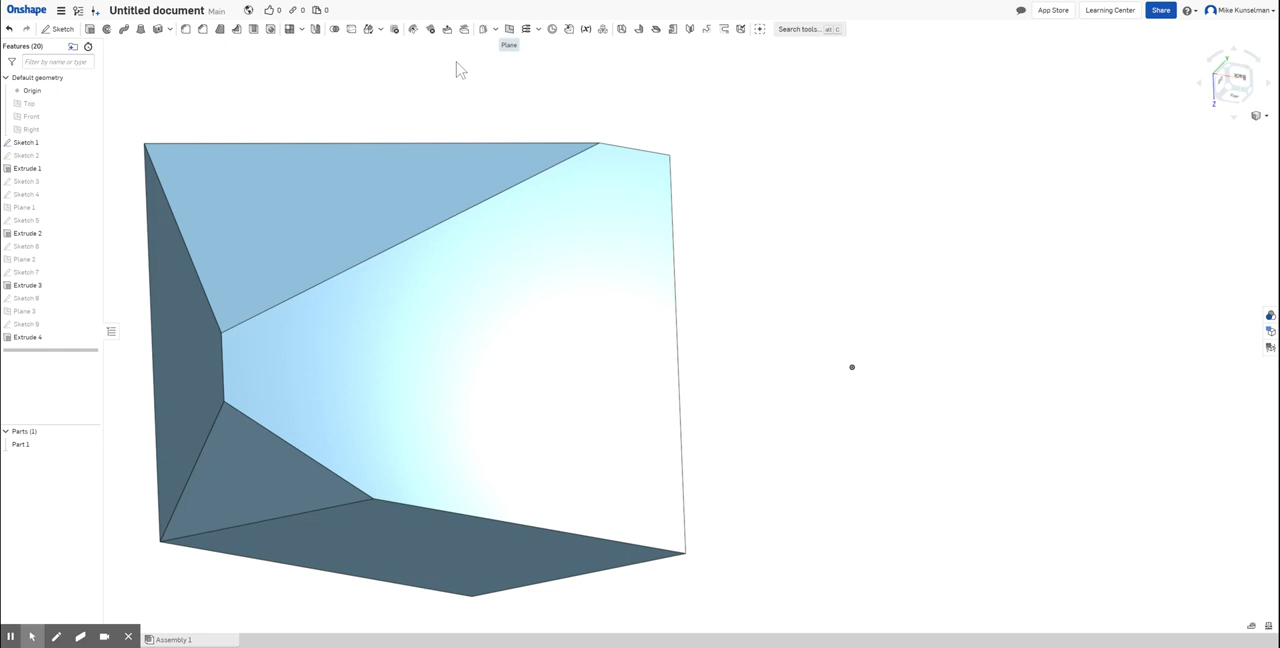 Onshape Untitled document Main 0 0 0 App Store Learning Center Share Mike Kunselman
Sketch Search tools... alt C
Plane
Features (20)
Filter by name or type
Default geometry
Origin
Top
Front
Right
Sketch 1
Sketch 2
Extrude 1
Sketch 3
Sketch 4
Plane 1
Sketch 5
Extrude 2
Sketch 6
Plane 2
Sketch 7
Extrude 3
Sketch 8
Plane 3
Sketch 9
Extrude 4
Parts (1)
Part 1
Y
Z
Assembly 1